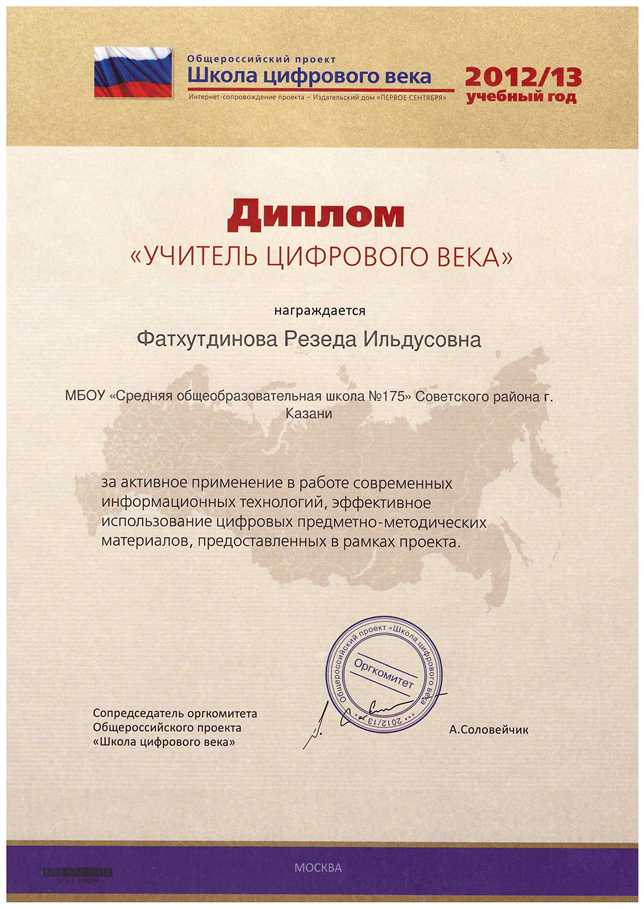 Общероссийский проект
Школа цифрового века
Интернет-сопровождение проекта – Издательский дом «ПЕРВОЕ СЕНТЯБРЯ»
2012/13
учебный год
Диплом
«УЧИТЕЛЬ ЦИФРОВОГО ВЕКА»
награждается
Фатхутдинова Резеда Ильдусовна
МБОУ «Средняя общеобразовательная школа №175» Советского района г.
Казани
за активное применение в работе современных
информационных технологий, эффективное
использование цифровых предметно-методических
материалов, предоставленных в рамках проекта.
Общероссийский проект «Школа цифрового века»
Оргкомитет
*** 2012/13 ***
Сопредседатель оргкомитета
Общероссийского проекта
«Школа цифрового века»
А.Соловейчик
МОСКВА